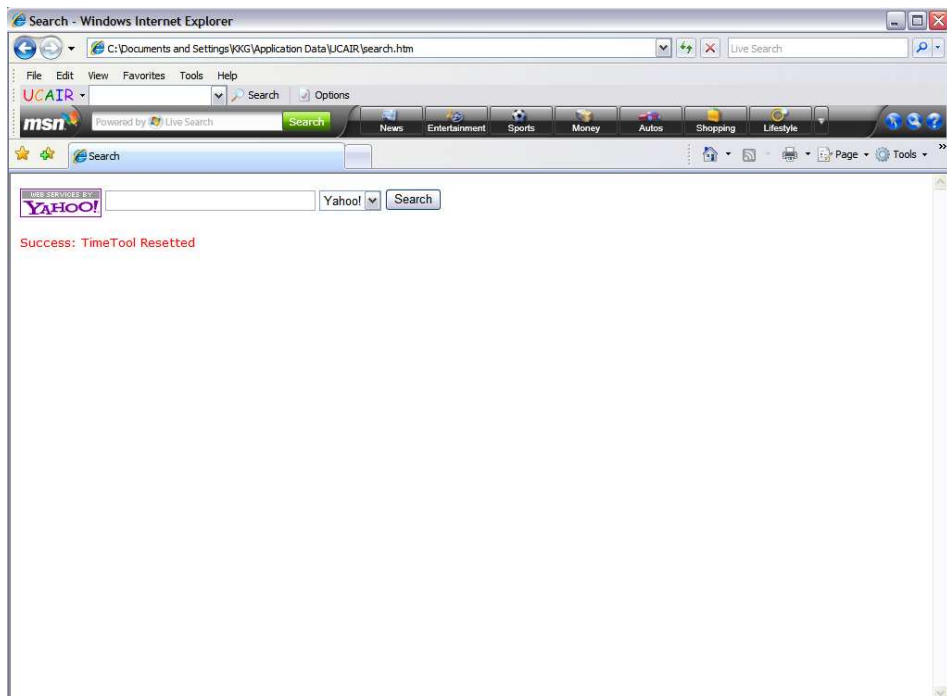 Search - Windows Internet Explorer
C:\Documents and Settings\KKG\Application Data\UCAIR\search.htm Live Search
File Edit View Favorites Tools Help
UCAIR Search Options
msn Powered by Live Search Search News Entertainment Sports Money Autos Shopping Lifestyle
Search Page Tools »
WEB SERVICES BY
YAHOO! Yahoo! Search
Success: TimeTool Resetted